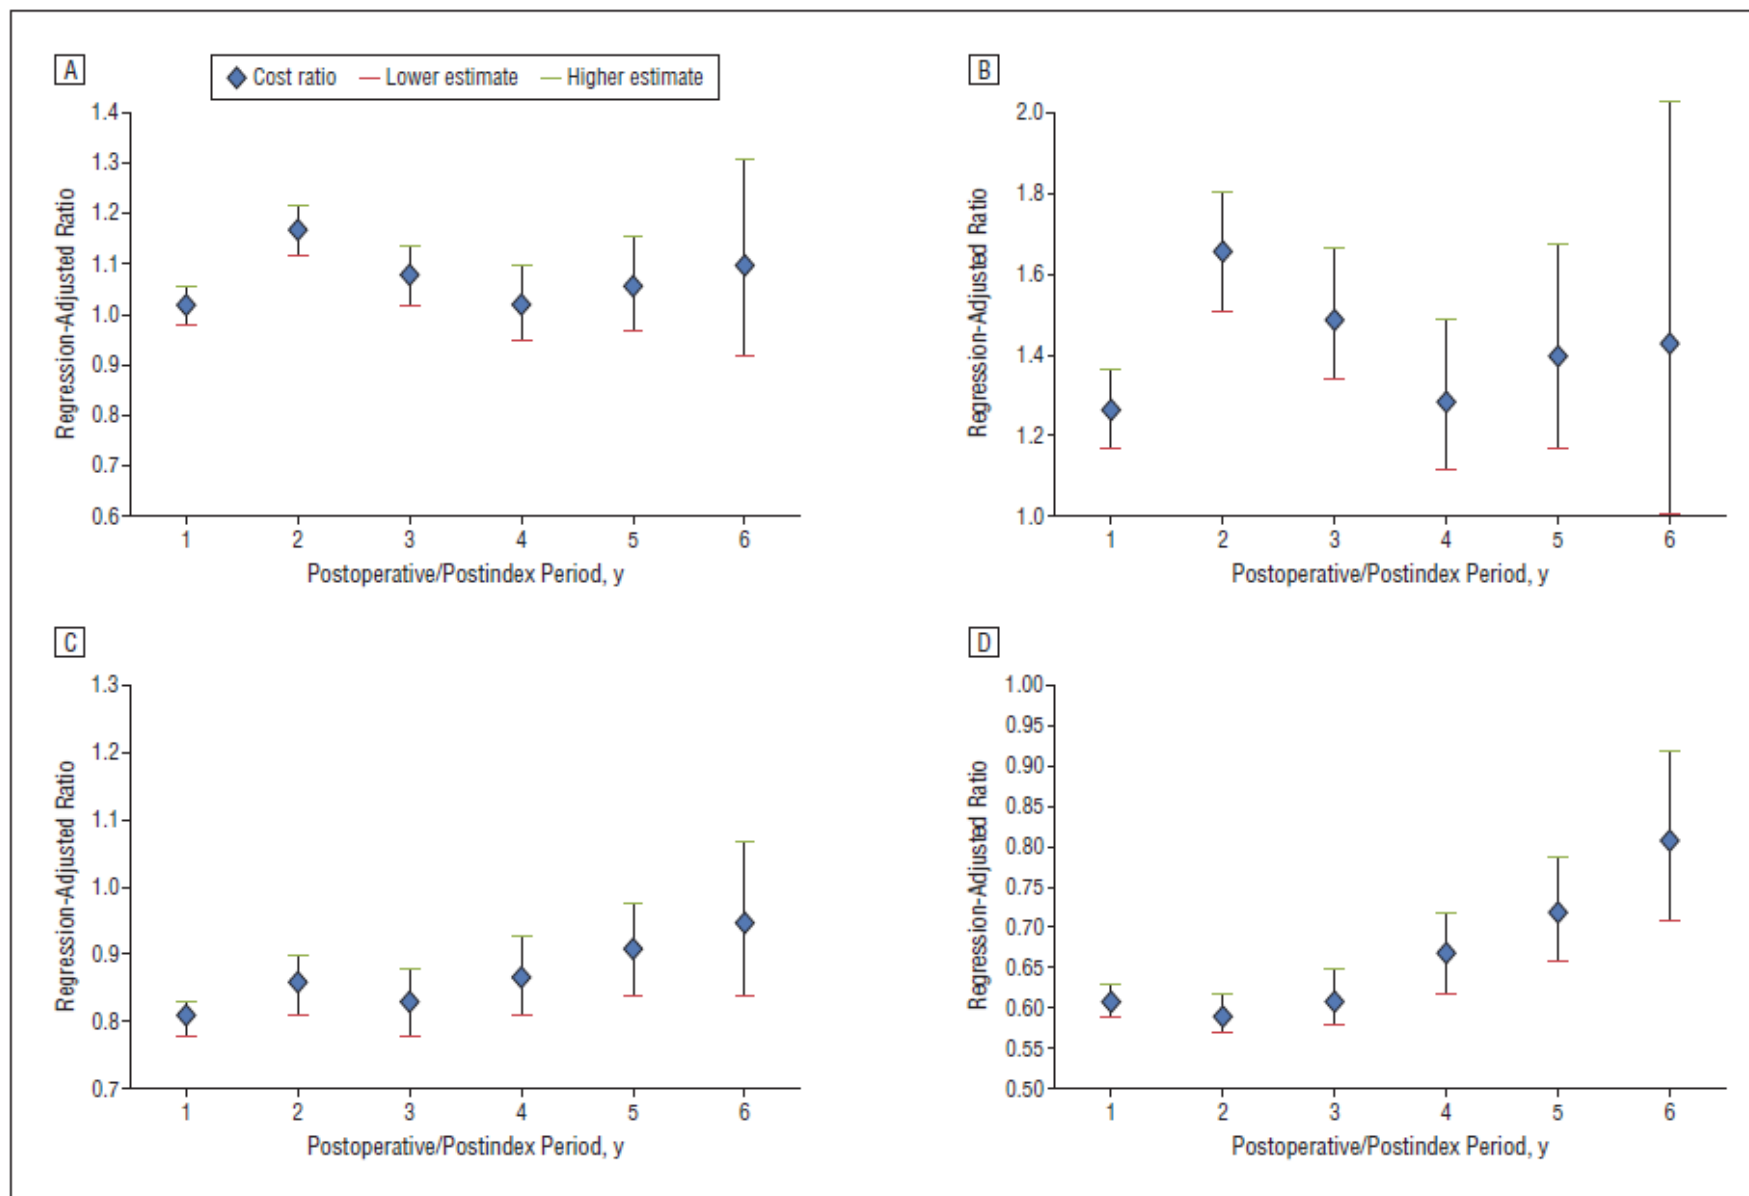 A
Cost ratio Lower estimate Higher estimate
1.4
1.3
1.2
1.1
1.0
0.9
0.8
0.7
0.6
Regression-Adjusted Ratio
1 2 3 4 5 6
Postoperative/Postindex Period, y
B
2.0
1.8
1.6
1.4
1.2
1.0
Regression-Adjusted Ratio
1 2 3 4 5 6
Postoperative/Postindex Period, y
C
1.3
1.2
1.1
1.0
0.9
0.8
0.7
Regression-Adjusted Ratio
1 2 3 4 5 6
Postoperative/Postindex Period, y
D
1.00
0.95
0.90
0.85
0.80
0.75
0.70
0.65
0.60
0.55
0.50
Regression-Adjusted Ratio
1 2 3 4 5 6
Postoperative/Postindex Period, y